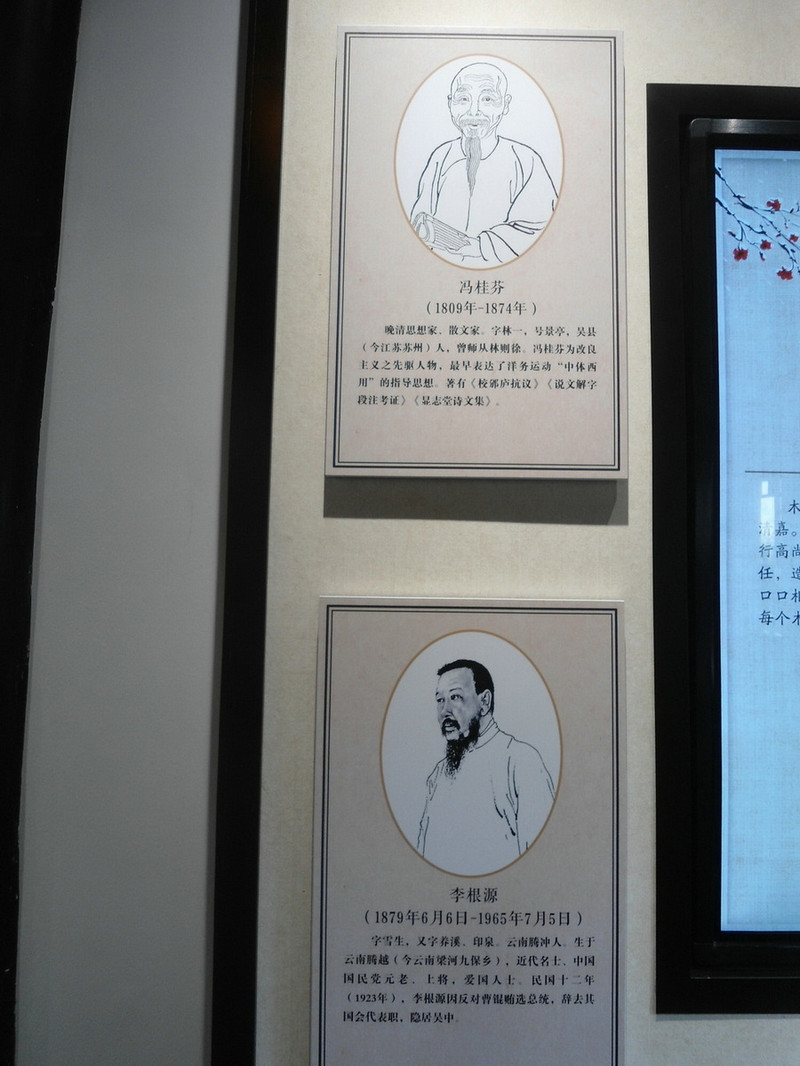 冯桂芬
（1809年-1874年）
晚清思想家、散文家。字林一，号景亭，吴县
（今江苏苏州）人，曾师从林则徐。冯桂芬为改良
主义之先驱人物，最早表达了洋务运动“中体西
用”的指导思想。著有《校邠庐抗议》《说文解字
段注考证》《显志堂诗文集》。
李根源
（1879年6月6日-1965年7月5日）
字雪生，又字养溪、印泉。云南腾冲人。生于
云南腾越（今云南梁河九保乡），近代名士、中国
国民党元老、上将，爱国人士。民国十二年
（1923年），李根源因反对曹锟贿选总统，辞去其
国会代表职，隐居吴中。
木
清嘉。
行高尚
任，
口口相
每个木